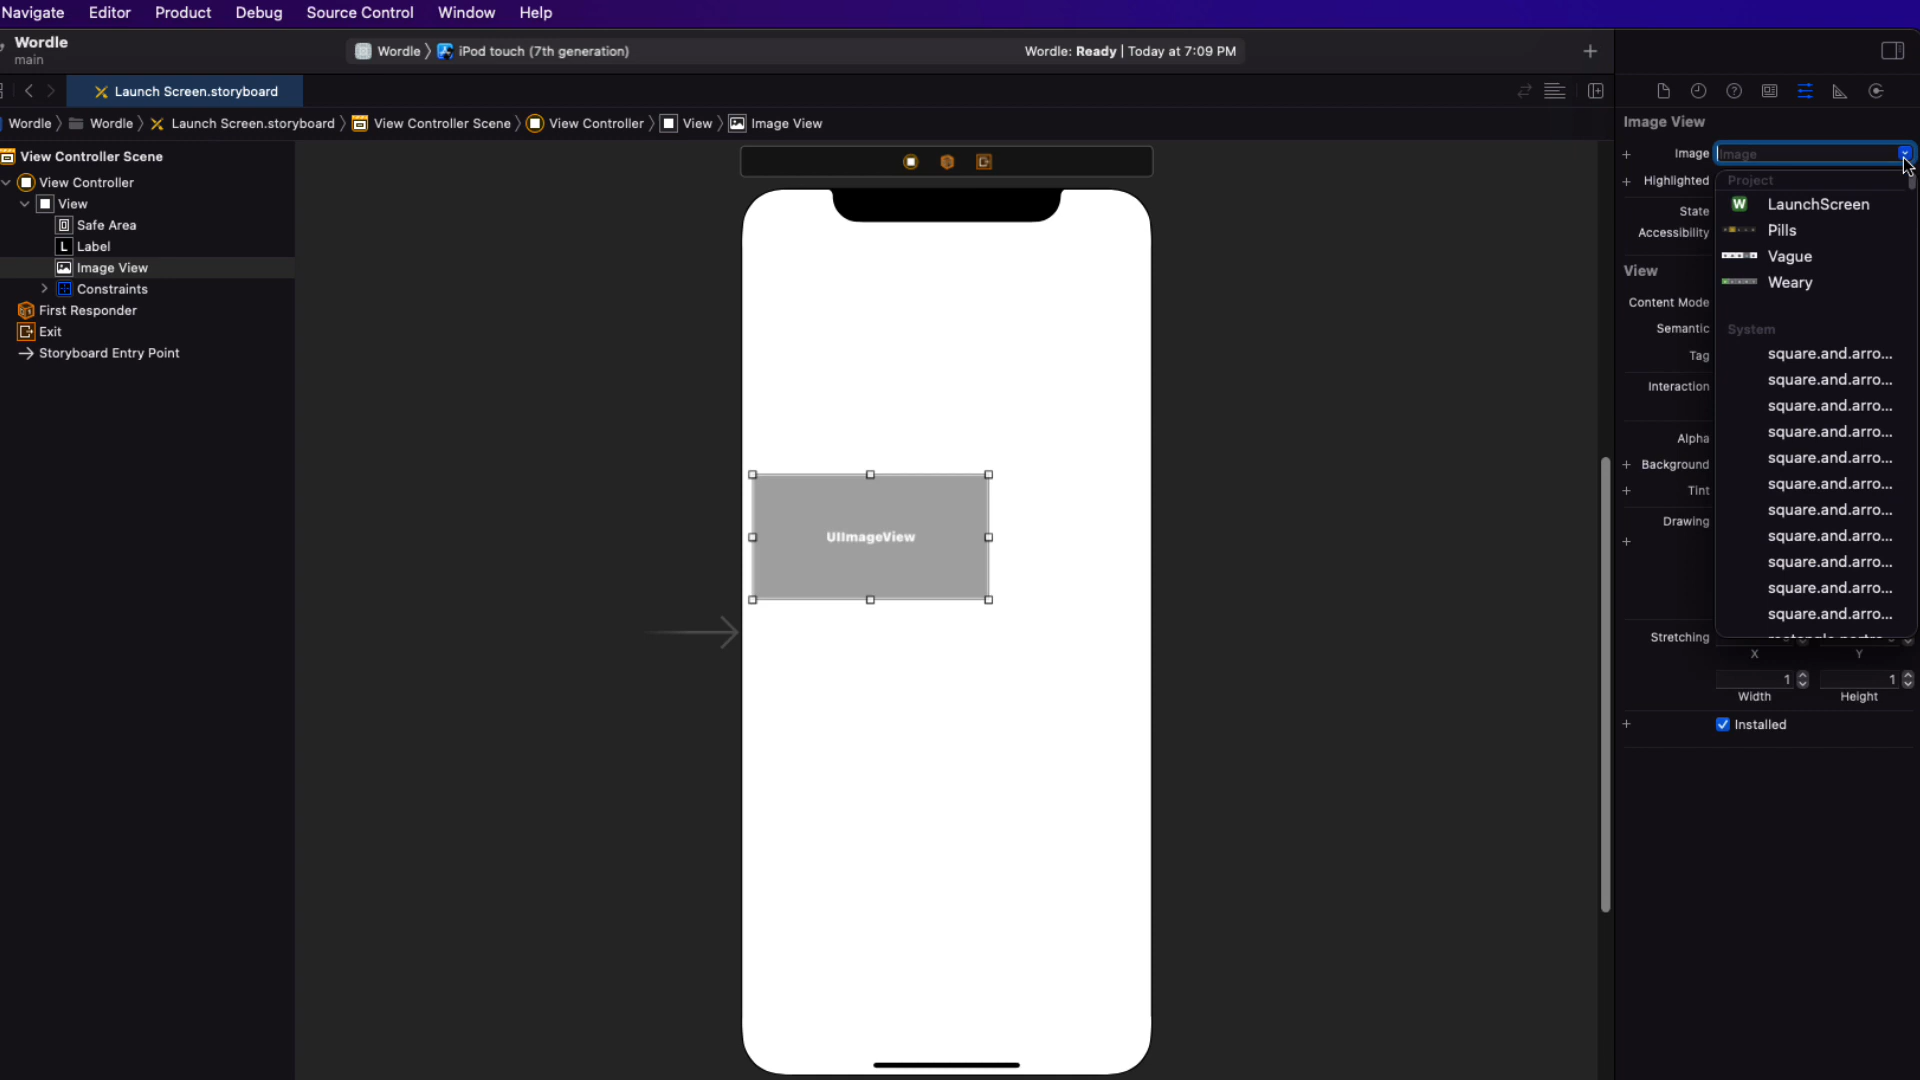 Navigate Editor Product Debug Source Control Window Help
Wordle
main
Wordle iPod touch (7th generation)
Wordle: Ready | Today at 7:09 PM
Launch Screen.storyboard
Wordle Wordle Launch Screen.storyboard View Controller Scene View Controller View Image View
View Controller Scene
View Controller
View
Safe Area
L Label
Image View
Constraints
First Responder
Exit
Storyboard Entry Point
UIImageView
Image View
Image Image
Highlighted
State
Accessibility
View
Content Mode
Semantic
Tag
Interaction
Alpha
Background
Tint
Drawing
Stretching
Project
W LaunchScreen
Pills
Vague
Weary
System
square.and.arro...
square.and.arro...
square.and.arro...
square.and.arro...
square.and.arro...
square.and.arro...
square.and.arro...
square.and.arro...
square.and.arro...
square.and.arro...
square.and.arro...
X Y
1 1
Width Height
Installed